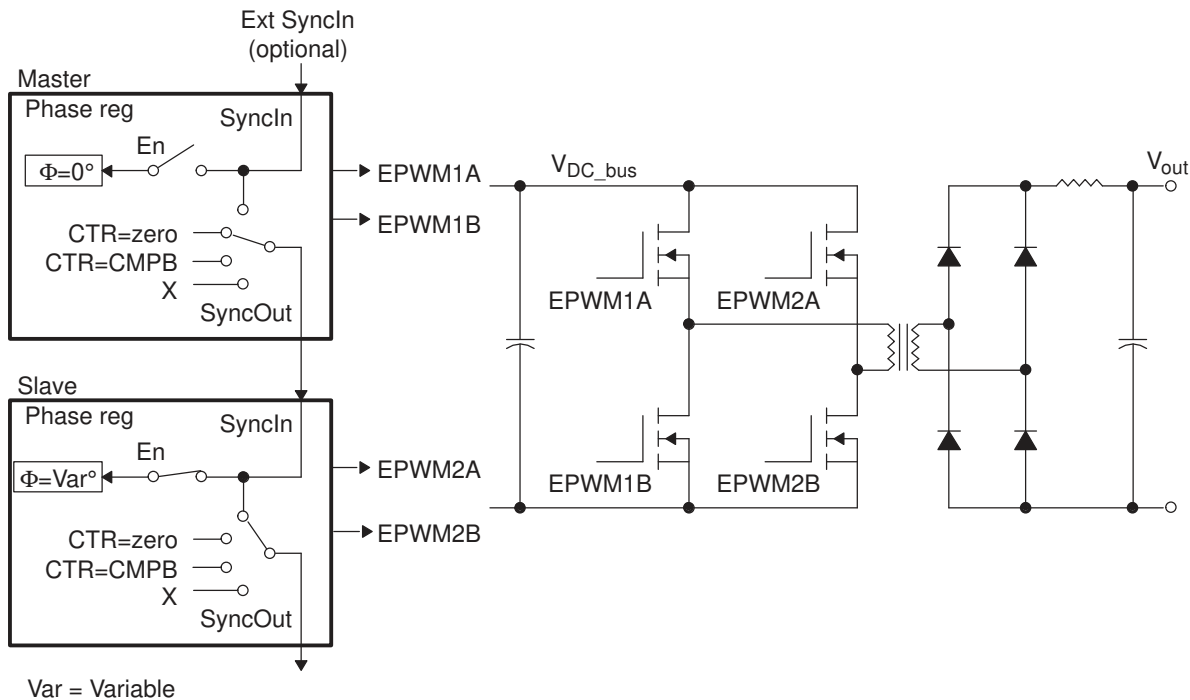 Ext SyncIn
(optional)
Master
Phase reg
SyncIn
En
Φ=0°
EPWM1A
EPWM1B
CTR=zero
CTR=CMPB
X
SyncOut
Slave
Phase reg
SyncIn
En
Φ=Var°
EPWM2A
EPWM2B
CTR=zero
CTR=CMPB
X
SyncOut
Var = Variable
VDC_bus
Vout
EPWM1A
EPWM2A
EPWM1B
EPWM2B